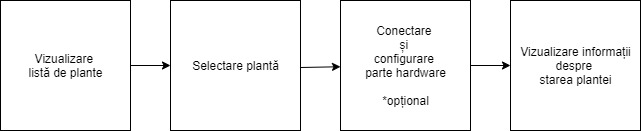 Vizualizare
listă de plante
Selectare plantă
Conectare
și
configurare
parte hardware
*opțional
Vizualizare informații
despre
starea plantei